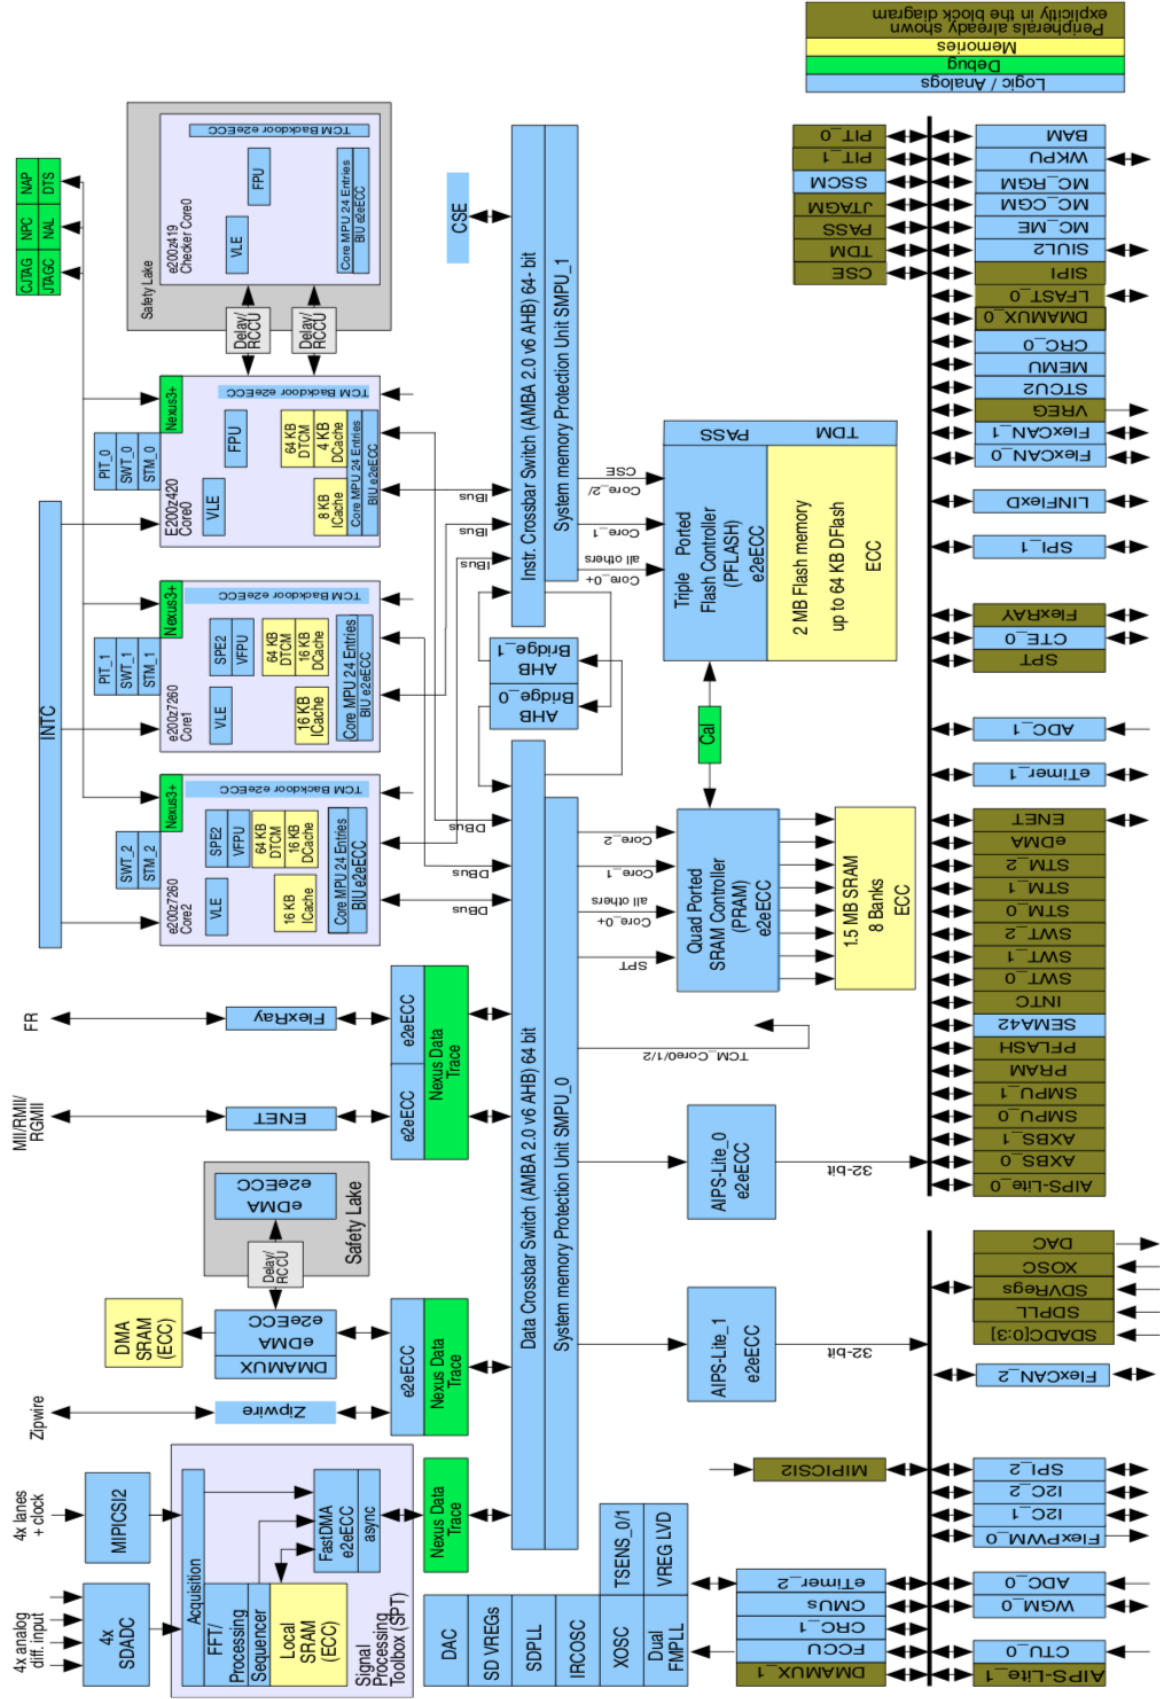 4x analog
diff. input
4x lanes
+ clock
Zipwire
MII/RMII/
RGMII
FR
INTC
4x
SDADC
MIPICSI2
Acquisition
FFT/
Processing
Sequencer
Local
SRAM
(ECC)
FastDMA
e2eECC
async
Signal
Processing
Toolbox (SPT)
Nexus Data
Trace
Zipwire
DMA
SRAM
(ECC)
DMAMUX
eDMA
e2eECC
Delay/
RCCU
eDMA
e2eECC
Safety Lake
e2eECC
Nexus Data
Trace
ENET
FlexRay
e2eECC
e2eECC
Nexus Data
Trace
SWT_2
STM_2
Nexus3+
e200z7260
Core2
VLE
SPE2
VFPU
16 KB
ICache
64 KB
DTCM
16 KB
DCache
Core MPU 24 Entries
BIU e2eECC
TCM Backdoor e2eECC
PIT_1
SWT_1
STM_1
Nexus3+
e200z7260
Core1
VLE
SPE2
VFPU
16 KB
ICache
64 KB
DTCM
16 KB
DCache
Core MPU 24 Entries
BIU e2eECC
TCM Backdoor e2eECC
PIT_0
SWT_0
STM_0
Nexus3+
E200z420
Core0
VLE
FPU
8 KB
ICache
64 KB
DTCM
4 KB
DCache
Core MPU 24 Entries
BIU e2eECC
TCM Backdoor e2eECC
Delay/
RCCU
Delay/
RCCU
Safety Lake
e200z419
Checker Core0
VLE
FPU
Core MPU 24 Entries
BIU e2eECC
TCM Backdoor e2eECC
CJTAG
NPC
NAP
JTAGC
NAL
DTS
CSE
DBus
DBus
DBus
IBus
IBus
IBus
Data Crossbar Switch (AMBA 2.0 v6 AHB) 64 bit
System memory Protection Unit SMPU_0
AHB
Bridge_0
AHB
Bridge_1
Instr. Crossbar Switch (AMBA 2.0 v6 AHB) 64- bit
System memory Protection Unit SMPU_1
DAC
SD VREGs
SDPLL
IRCOSC
XOSC
TSENS_0/1
Dual
FMPLL
VREG LVD
AIPS-Lite_1
e2eECC
32-bit
AIPS-Lite_0
e2eECC
32-bit
TCM_Core0/1/2
SPT
Core_0+
all others
Core_1
Core_2
Quad Ported
SRAM Controller
(PRAM)
e2eECC
1.5 MB SRAM
8 Banks
ECC
Cal
Core_0+
all others
Core_1
Core_2/
CSE
Triple Ported
Flash Controller
(PFLASH)
e2eECC
PASS
TDM
2 MB Flash memory
up to 64 KB DFlash
ECC
DMAMUX_1
FCCU
CRC_1
CMUs
eTimer_2
MIPICSI2
AIPS-Lite_1
CTU_0
WGM_0
ADC_0
FlexPWM_0
I2C_1
I2C_2
SPI_2
FlexCAN_2
SDADC[0:3]
SDPLL
SDVRegs
XOSC
DAC
AIPS-Lite_0
AXBS_0
AXBS_1
SMPU_0
SMPU_1
PRAM
PFLASH
SEMA42
INTC
SWT_0
SWT_1
SWT_2
STM_0
STM_1
STM_2
eDMA
ENET
eTimer_1
ADC_1
SPT
CTE_0
FlexRAY
SPI_1
LINFlexD
FlexCAN_0
FlexCAN_1
VREG
STCU2
MEMU
CRC_0
DMAMUX_0
LFAST_0
SIPI
SIUL2
MC_ME
MC_CGM
MC_RGM
WKPU
BAM
CSE
TDM
PASS
JTAGM
SSCM
PIT_1
PIT_0
Logic / Analogs
Debug
Memories
Peripherals already shown
explicitly in the block diagram